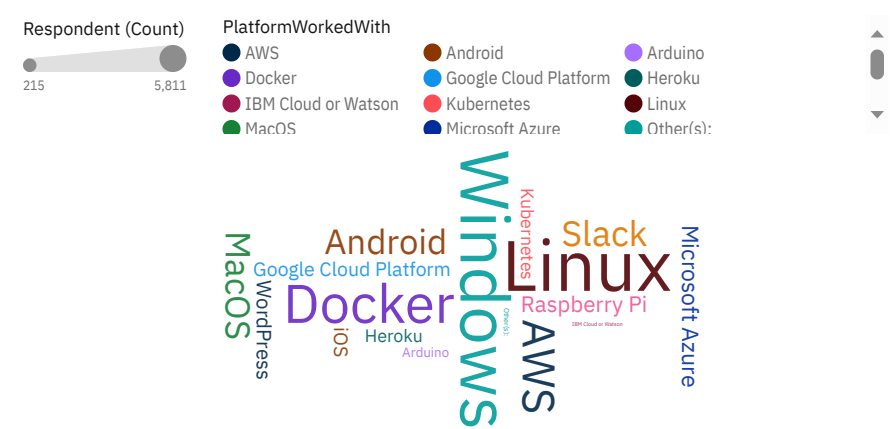 Respondent (Count)
215 5,811
PlatformWorkedWith
AWS Android Arduino
Docker Google Cloud Platform Heroku
IBM Cloud or Watson Kubernetes Linux
MacOS Microsoft Azure Other(s):
Windows
Kubernetes
Slack
Android
Linux
MacOS
Google Cloud Platform
Microsoft Azure
WordPress
Docker
Raspberry Pi
Other(s):
IBM Cloud or Watson
iOS
Heroku
AWS
Arduino